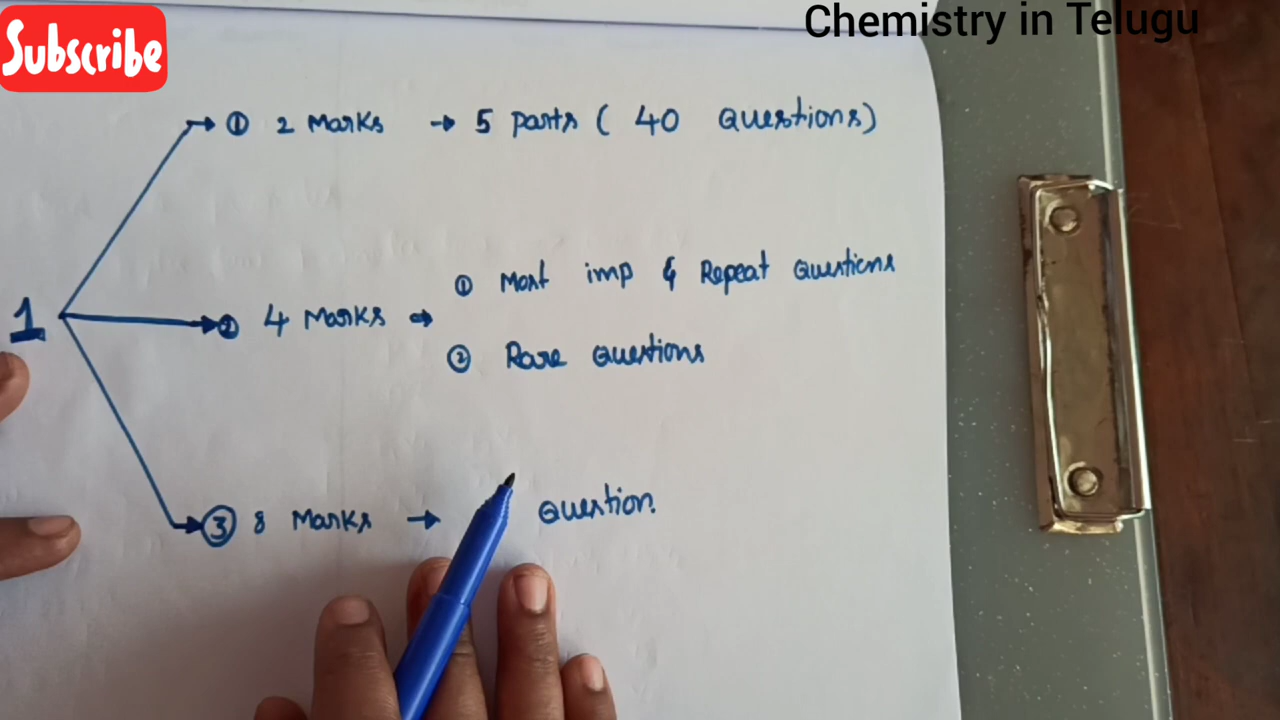 Subscribe
Chemistry in Telugu
① 2 Marks → 5 parts ( 40 Questions)
1
② 4 Marks →
① Most imp & Repeat Questions
② Rare Questions
③ 8 Marks → Question.